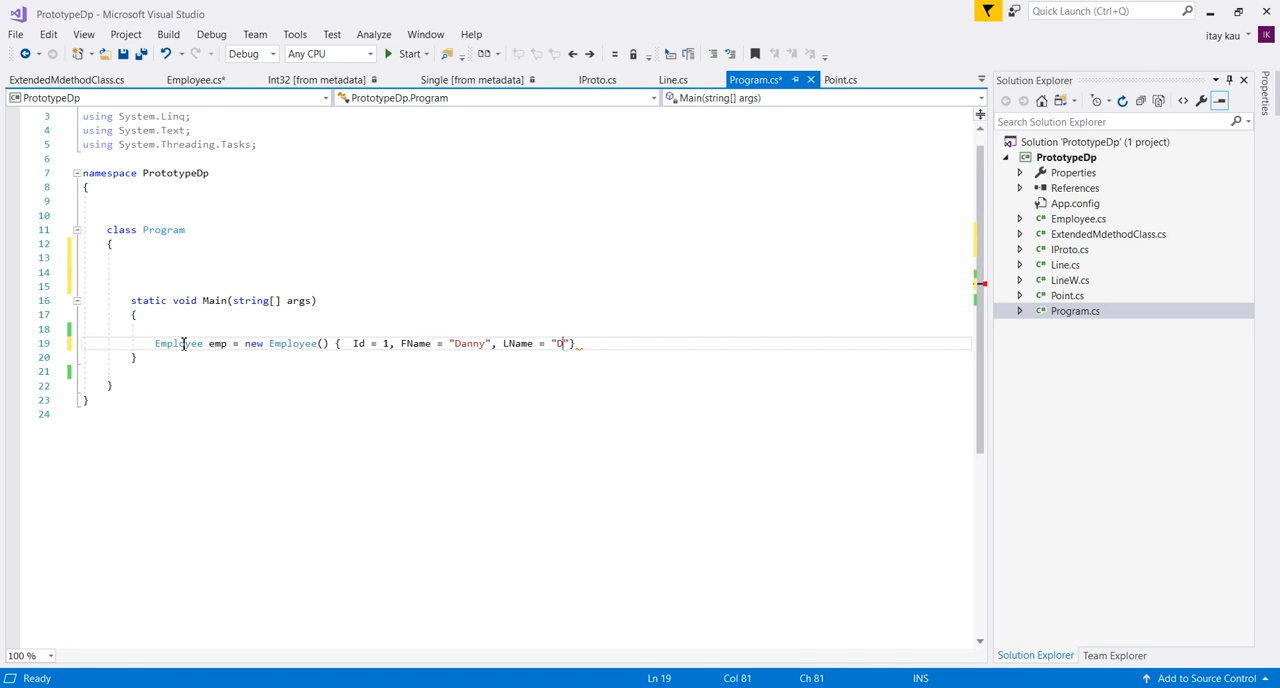 PrototypeDp - Microsoft Visual Studio
Quick Launch (Ctrl+Q)
File Edit View Project Build Debug Team Tools Test Analyze Window Help
itay kau IK
Debug Any CPU Start
ExtendedMdethodClass.cs Employee.cs* Int32 [from metadata] Single [from metadata] IProto.cs Line.cs Program.cs* Point.cs
PrototypeDp PrototypeDp.Program Main(string[] args)
3 using System.Linq;
4 using System.Text;
5 using System.Threading.Tasks;
6
7 namespace PrototypeDp
8 {
9
10
11 class Program
12 {
13
14
15
16 static void Main(string[] args)
17 {
18
19 Employee emp = new Employee() { Id = 1, FName = "Danny", LName = "D"}
20 }
21
22 }
23 }
24
100 %
Solution Explorer
Search Solution Explorer
Solution 'PrototypeDp' (1 project)
PrototypeDp
Properties
References
App.config
Employee.cs
ExtendedMdethodClass.cs
IProto.cs
Line.cs
LineW.cs
Point.cs
Program.cs
Solution Explorer Team Explorer
Properties
Ready Ln 19 Col 81 Ch 81 INS Add to Source Control